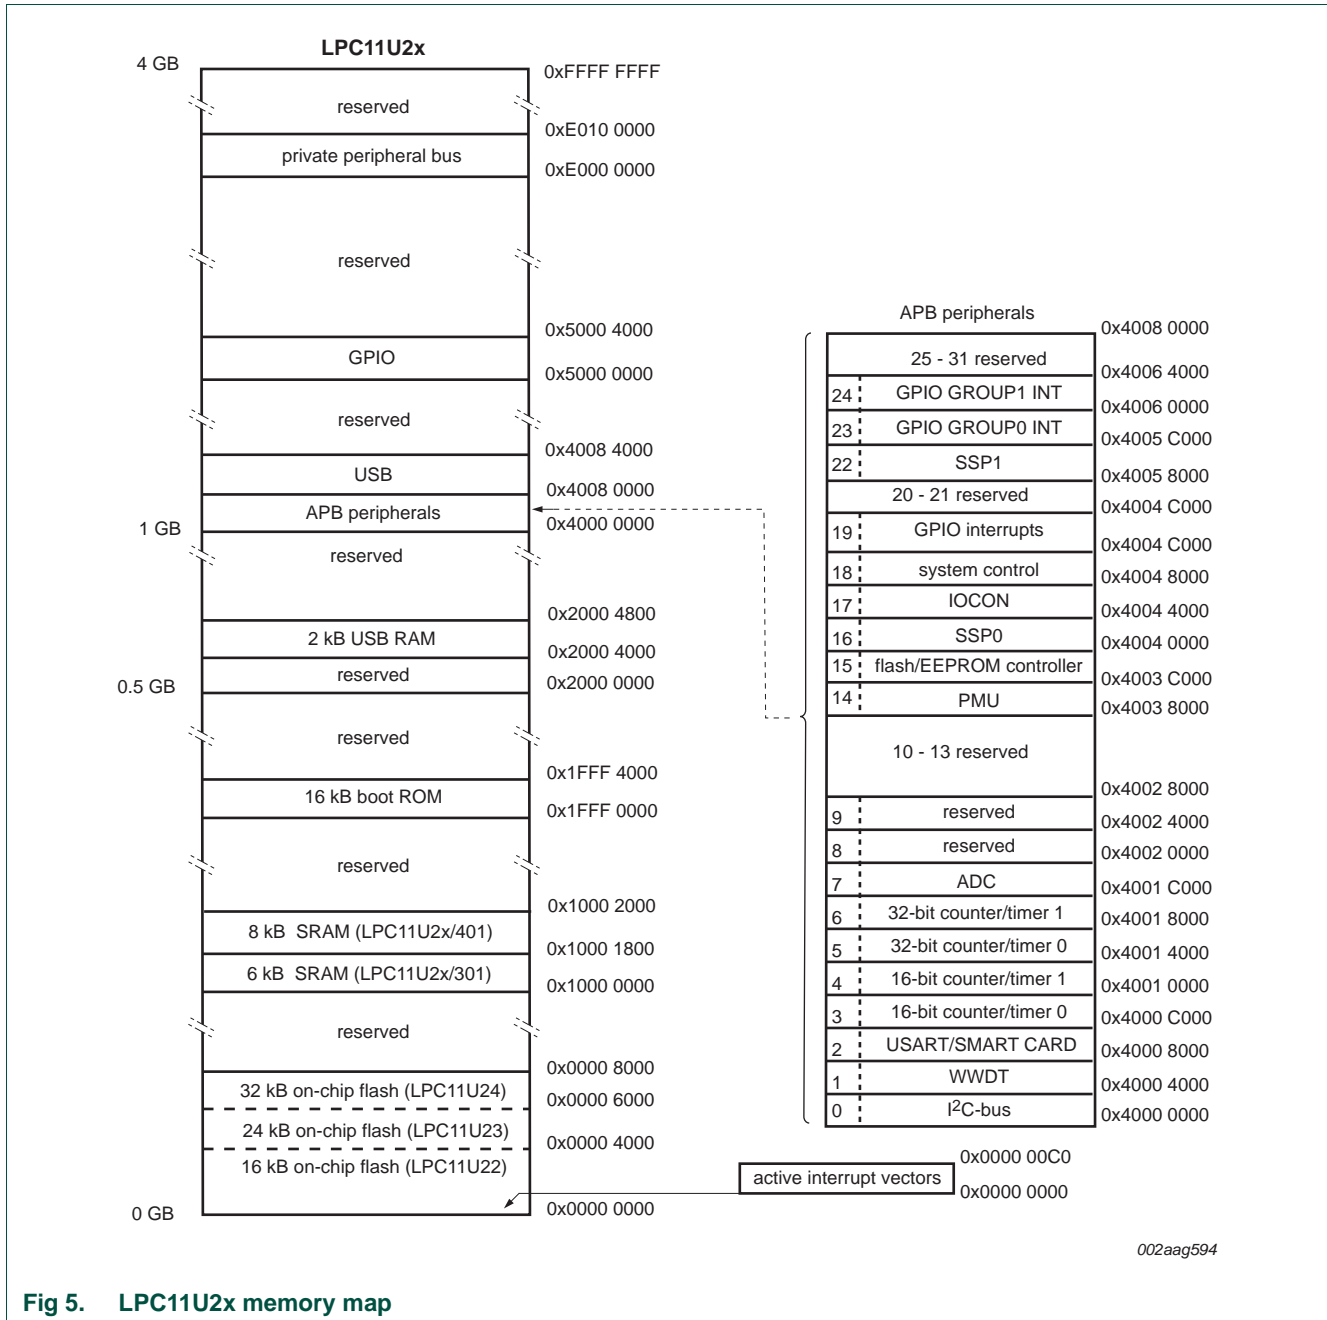 LPC11U2x
4 GB
0xFFFF FFFF
reserved
0xE010 0000
private peripheral bus
0xE000 0000
reserved
0x5000 4000
GPIO
0x5000 0000
reserved
0x4008 4000
USB
0x4008 0000
APB peripherals
1 GB
0x4000 0000
reserved
0x2000 4800
2 kB USB RAM
0x2000 4000
reserved
0.5 GB
0x2000 0000
reserved
0x1FFF 4000
16 kB boot ROM
0x1FFF 0000
reserved
0x1000 2000
8 kB SRAM (LPC11U2x/401)
0x1000 1800
6 kB SRAM (LPC11U2x/301)
0x1000 0000
reserved
0x0000 8000
32 kB on-chip flash (LPC11U24)
0x0000 6000
24 kB on-chip flash (LPC11U23)
0x0000 4000
16 kB on-chip flash (LPC11U22)
0 GB
0x0000 0000
APB peripherals
0x4008 0000
25 - 31 reserved
0x4006 4000
24 GPIO GROUP1 INT
0x4006 0000
23 GPIO GROUP0 INT
0x4005 C000
22 SSP1
0x4005 8000
20 - 21 reserved
0x4004 C000
19 GPIO interrupts
0x4004 C000
18 system control
0x4004 8000
17 IOCON
0x4004 4000
16 SSP0
0x4004 0000
15 flash/EEPROM controller
0x4003 C000
14 PMU
0x4003 8000
10 - 13 reserved
0x4002 8000
9 reserved
0x4002 4000
8 reserved
0x4002 0000
7 ADC
0x4001 C000
6 32-bit counter/timer 1
0x4001 8000
5 32-bit counter/timer 0
0x4001 4000
4 16-bit counter/timer 1
0x4001 0000
3 16-bit counter/timer 0
0x4000 C000
2 USART/SMART CARD
0x4000 8000
1 WWDT
0x4000 4000
0 I2C-bus
0x4000 0000
0x0000 00C0
active interrupt vectors
0x0000 0000
002aag594
Fig 5. LPC11U2x memory map